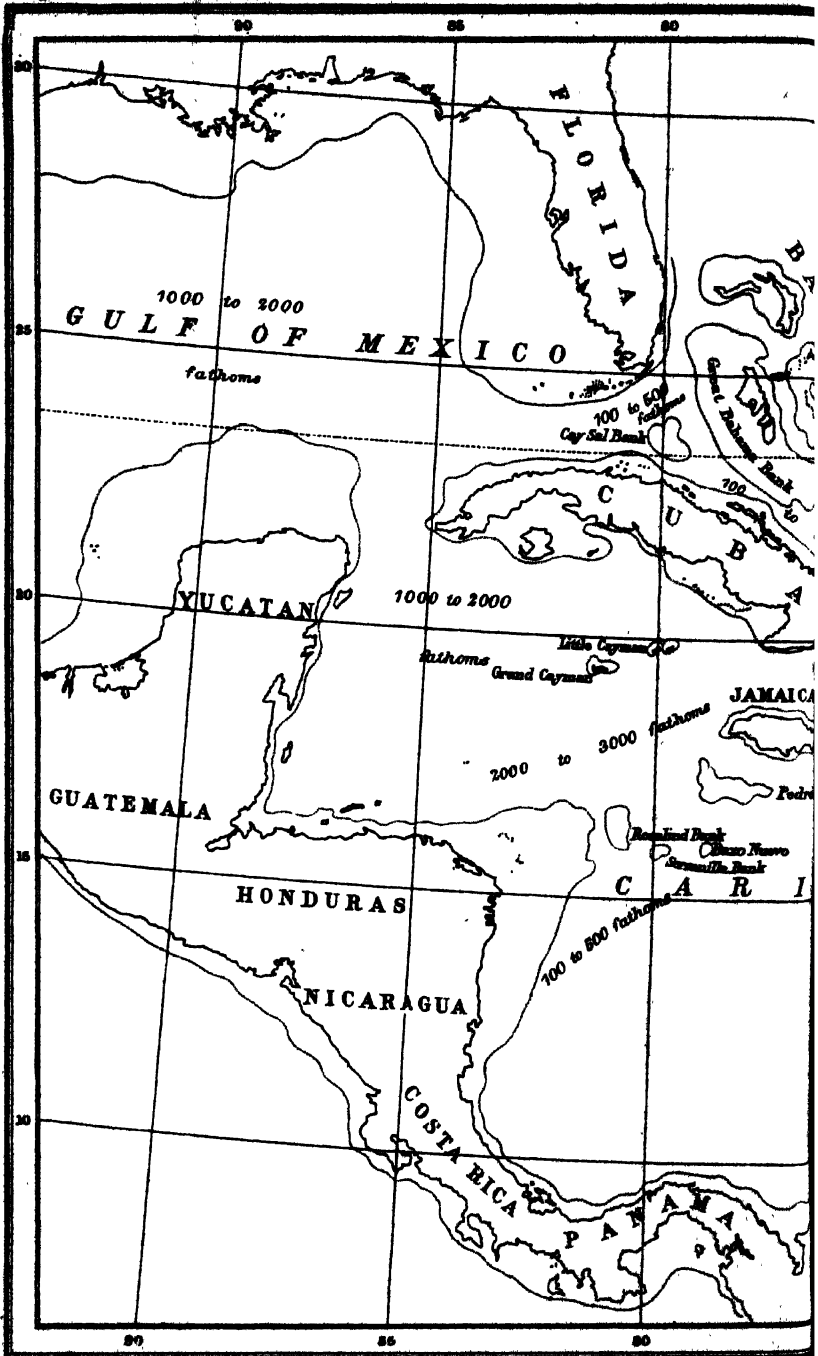 90 85 80
30
FLORIDA
BA
1000 to 2000
25
GULF OF MEXICO
fathoms
100 to 500
fathoms
Cay Sal Bank
Great Bahama Bank
100
to
CUBA
20
YUCATAN
1000 to 2000
fathoms
Little Cayman
Grand Cayman
JAMAICA
2000 to 3000 fathoms
Pedro
GUATEMALA
Rosalind Bank
Baxo Nuevo
Serranilla Bank
15
CARI
HONDURAS
100 to 500 fathoms
NICARAGUA
10
COSTA RICA
PANAMA
90 85 80